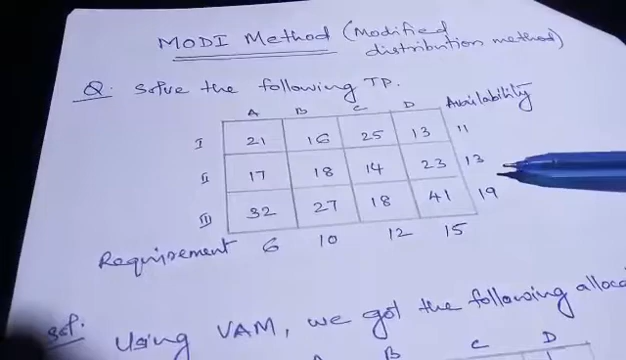 MODI Method (Modified
distribution method)
Q. Solve the following TP.
A B C D Availability
I 21 16 25 13 11
II 17 18 14 23 13
III 32 27 18 41 19
Requirement 6 10 12 15
Sol. Using VAM, we got the following alloca
A B C D